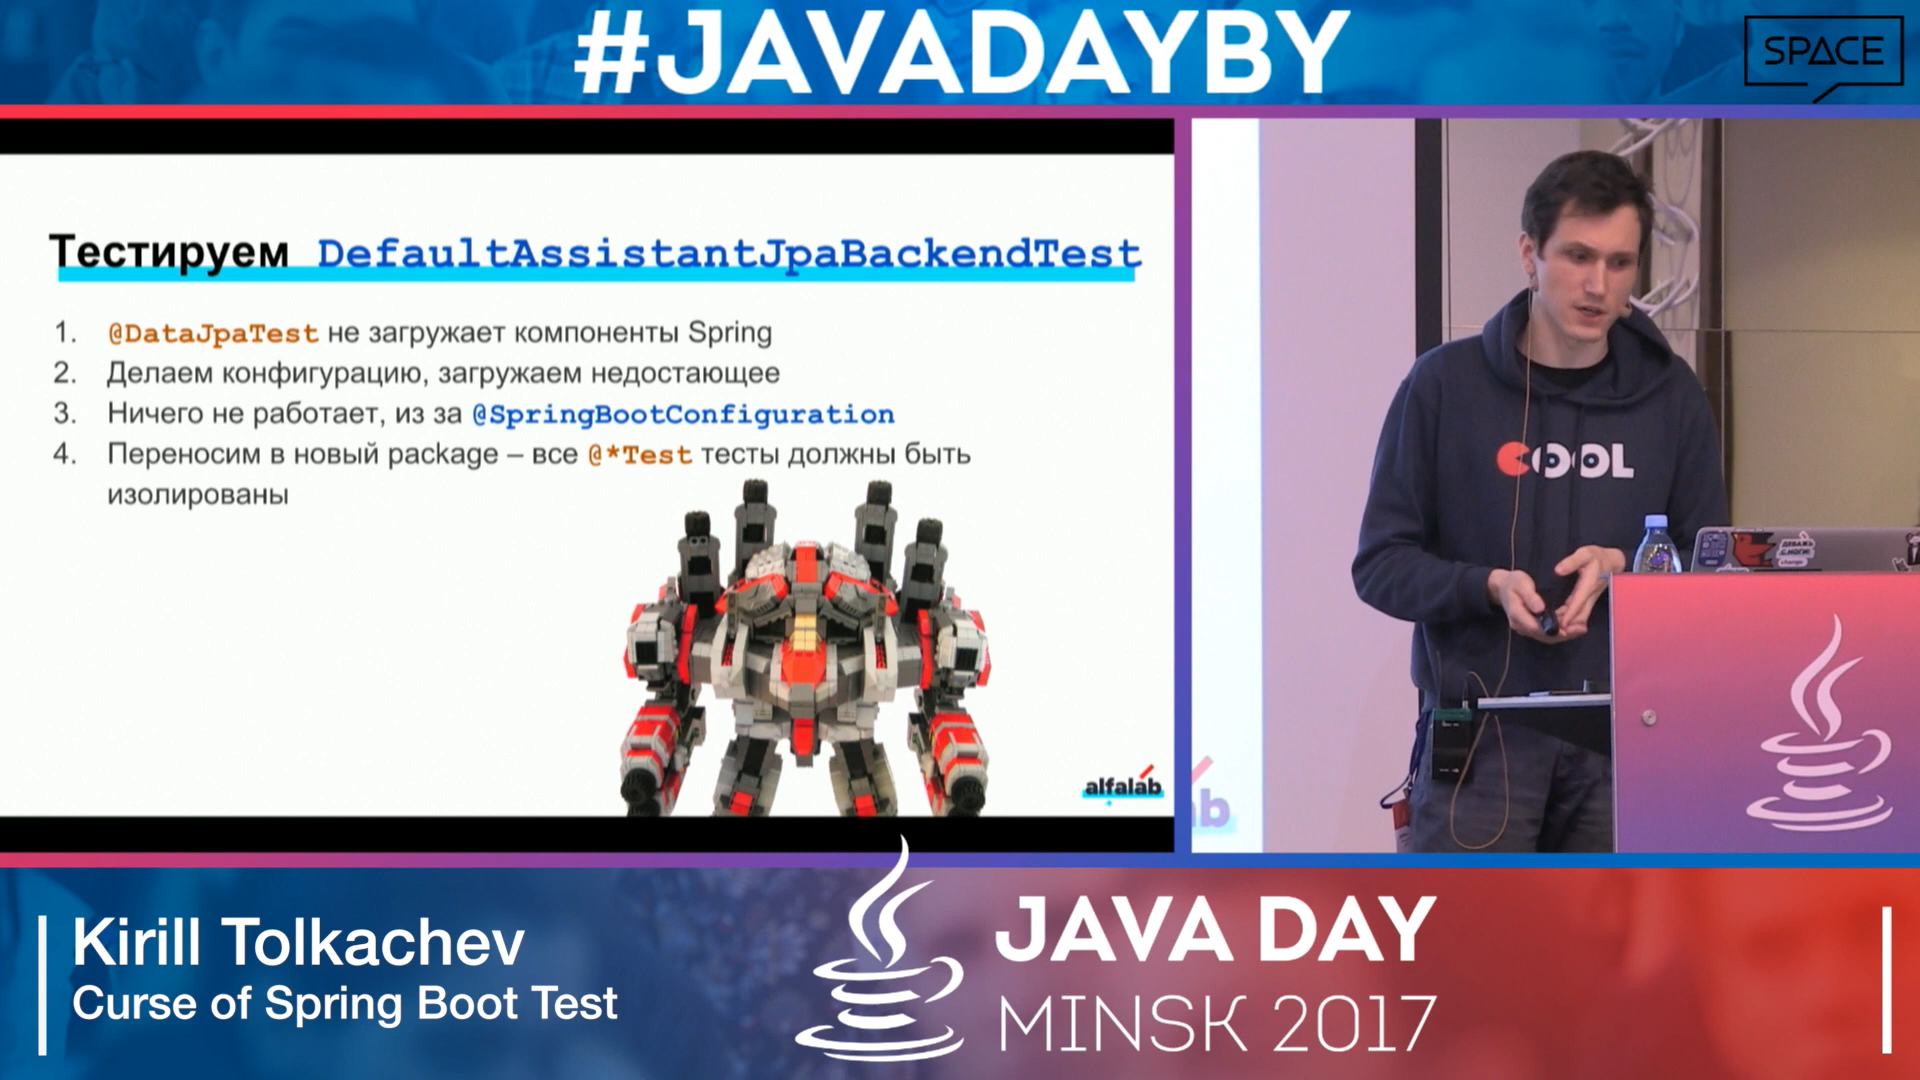 #JAVADAYBY
SPACE
Тестируем DefaultAssistantJpaBackendTest
1. @DataJpaTest не загружает компоненты Spring
2. Делаем конфигурацию, загружаем недостающее
3. Ничего не работает, из за @SpringBootConfiguration
4. Переносим в новый package – все @*Test тесты должны быть
изолированы
alfalab
COOL
ab
Kirill Tolkachev
Curse of Spring Boot Test
JAVA DAY
MINSK 2017